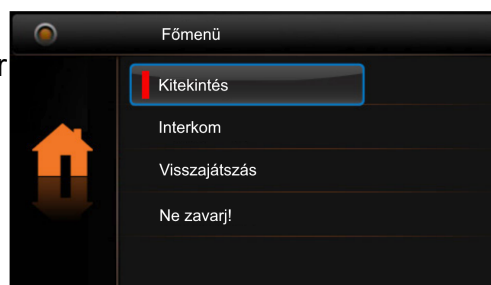 Főmenü
r
Kitekintés
Interkom
Visszajátszás
Ne zavarj!